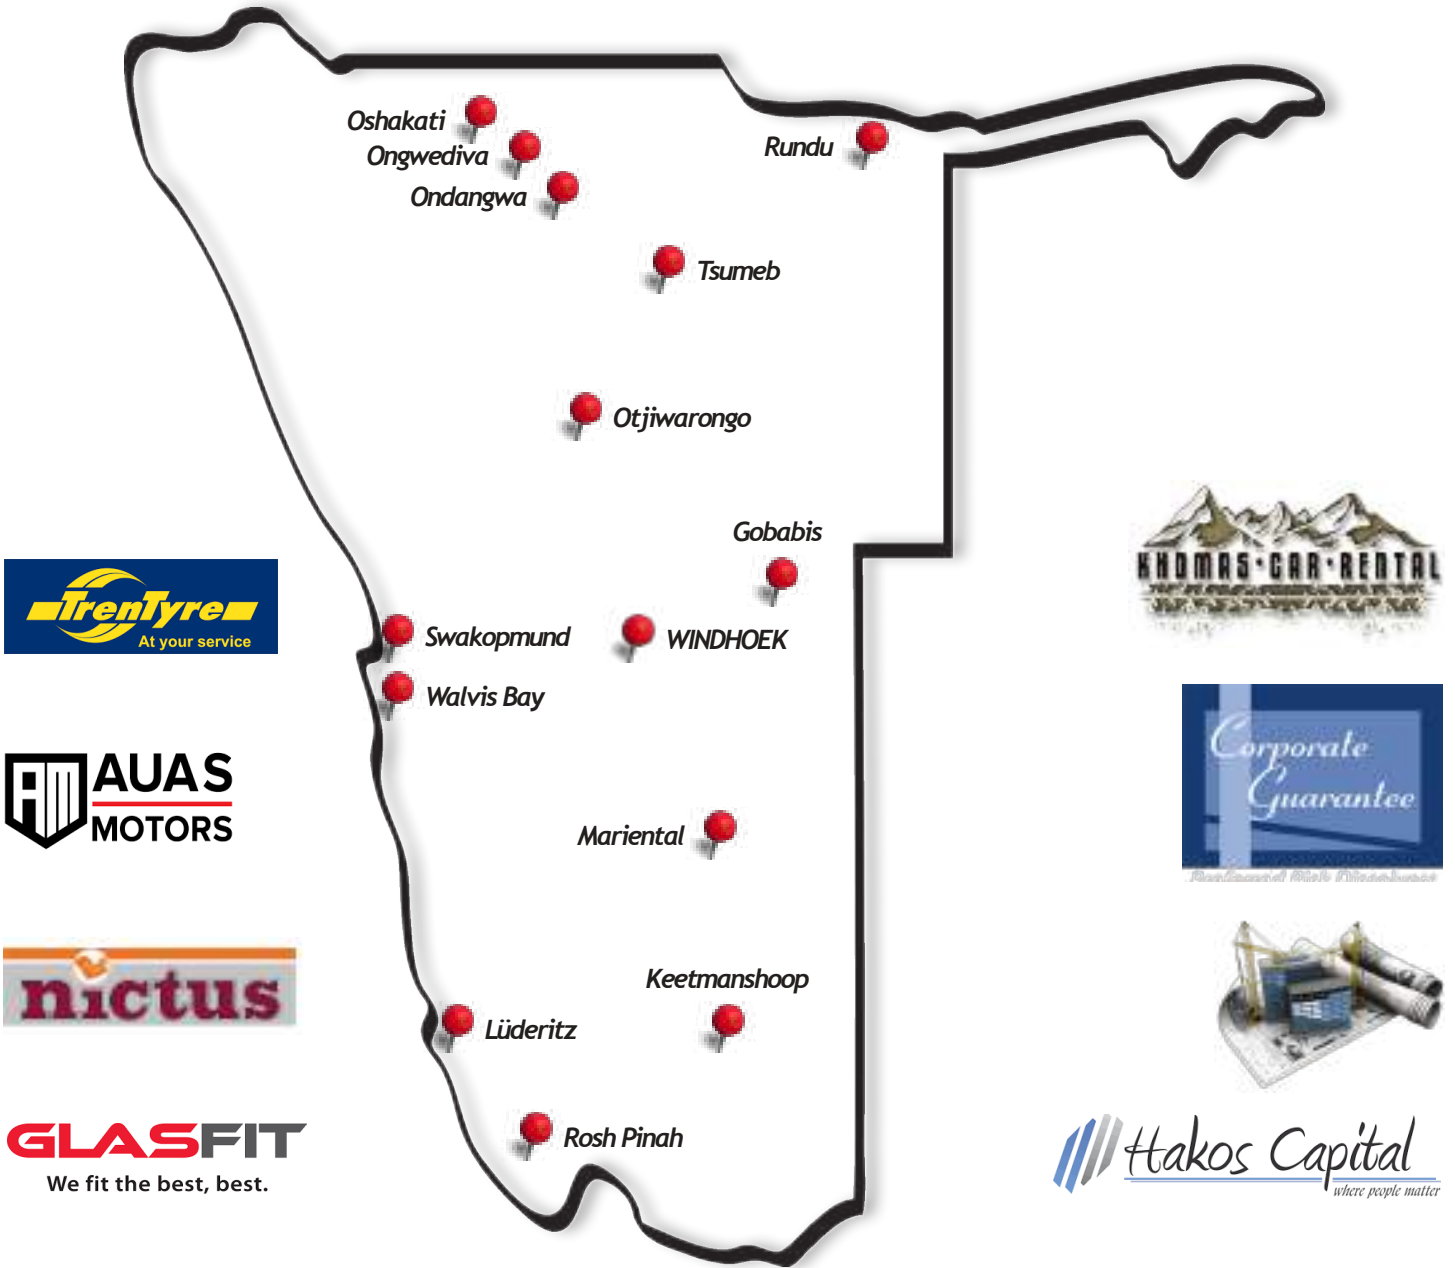 Oshakati
Ongwediva
Ondangwa
Rundu
Tsumeb
Otjiwarongo
Gobabis
Swakopmund
WINDHOEK
Walvis Bay
Mariental
Keetmanshoop
Lüderitz
Rosh Pinah
TrenTyre
At your service
AM AUAS
MOTORS
nictus
GLASFIT
We fit the best, best.
KHOMAS·CAR·RENTAL
Corporate
Guarantee
Hakos Capital
where people matter